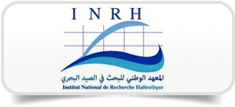 INRH
المعهد الوطني للبحث في الصيد البحري
Institut National de Recherche Halieutique